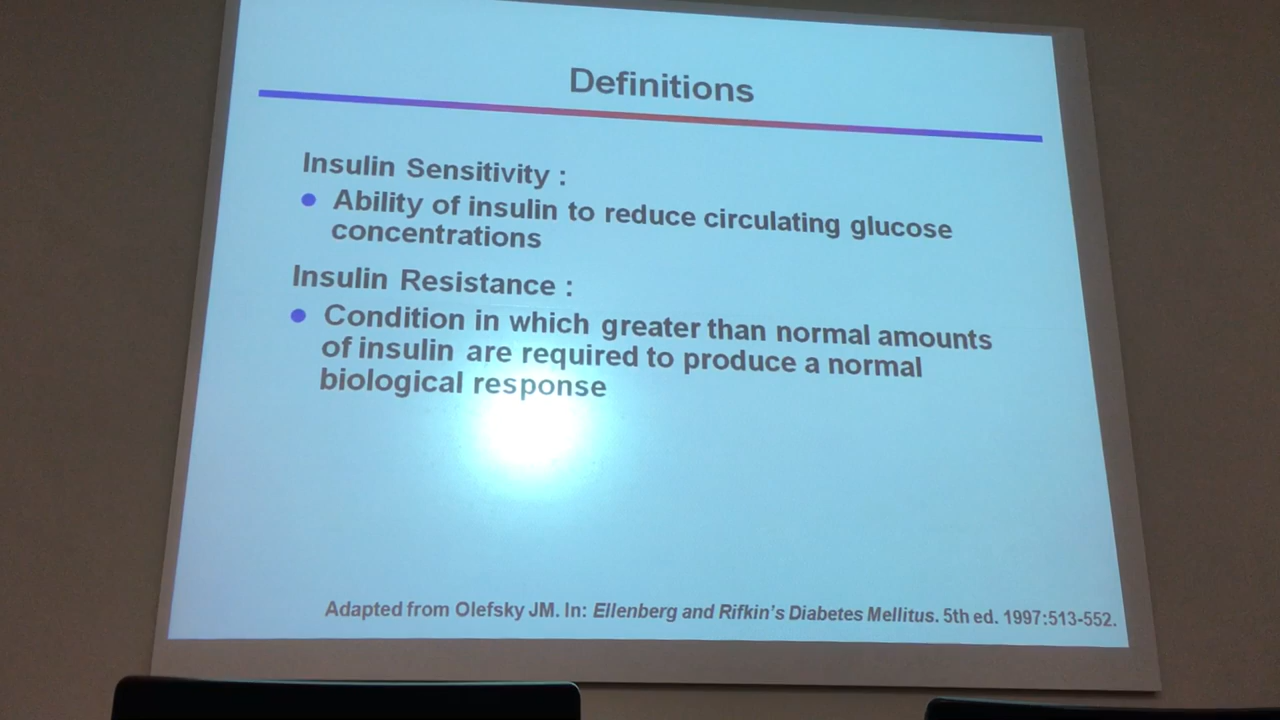 Definitions
Insulin Sensitivity :
Ability of insulin to reduce circulating glucose
concentrations
Insulin Resistance :
Condition in which greater than normal amounts
of insulin are required to produce a normal
biological response
Adapted from Olefsky JM. In: Ellenberg and Rifkin's Diabetes Mellitus. 5th ed. 1997:513-552.